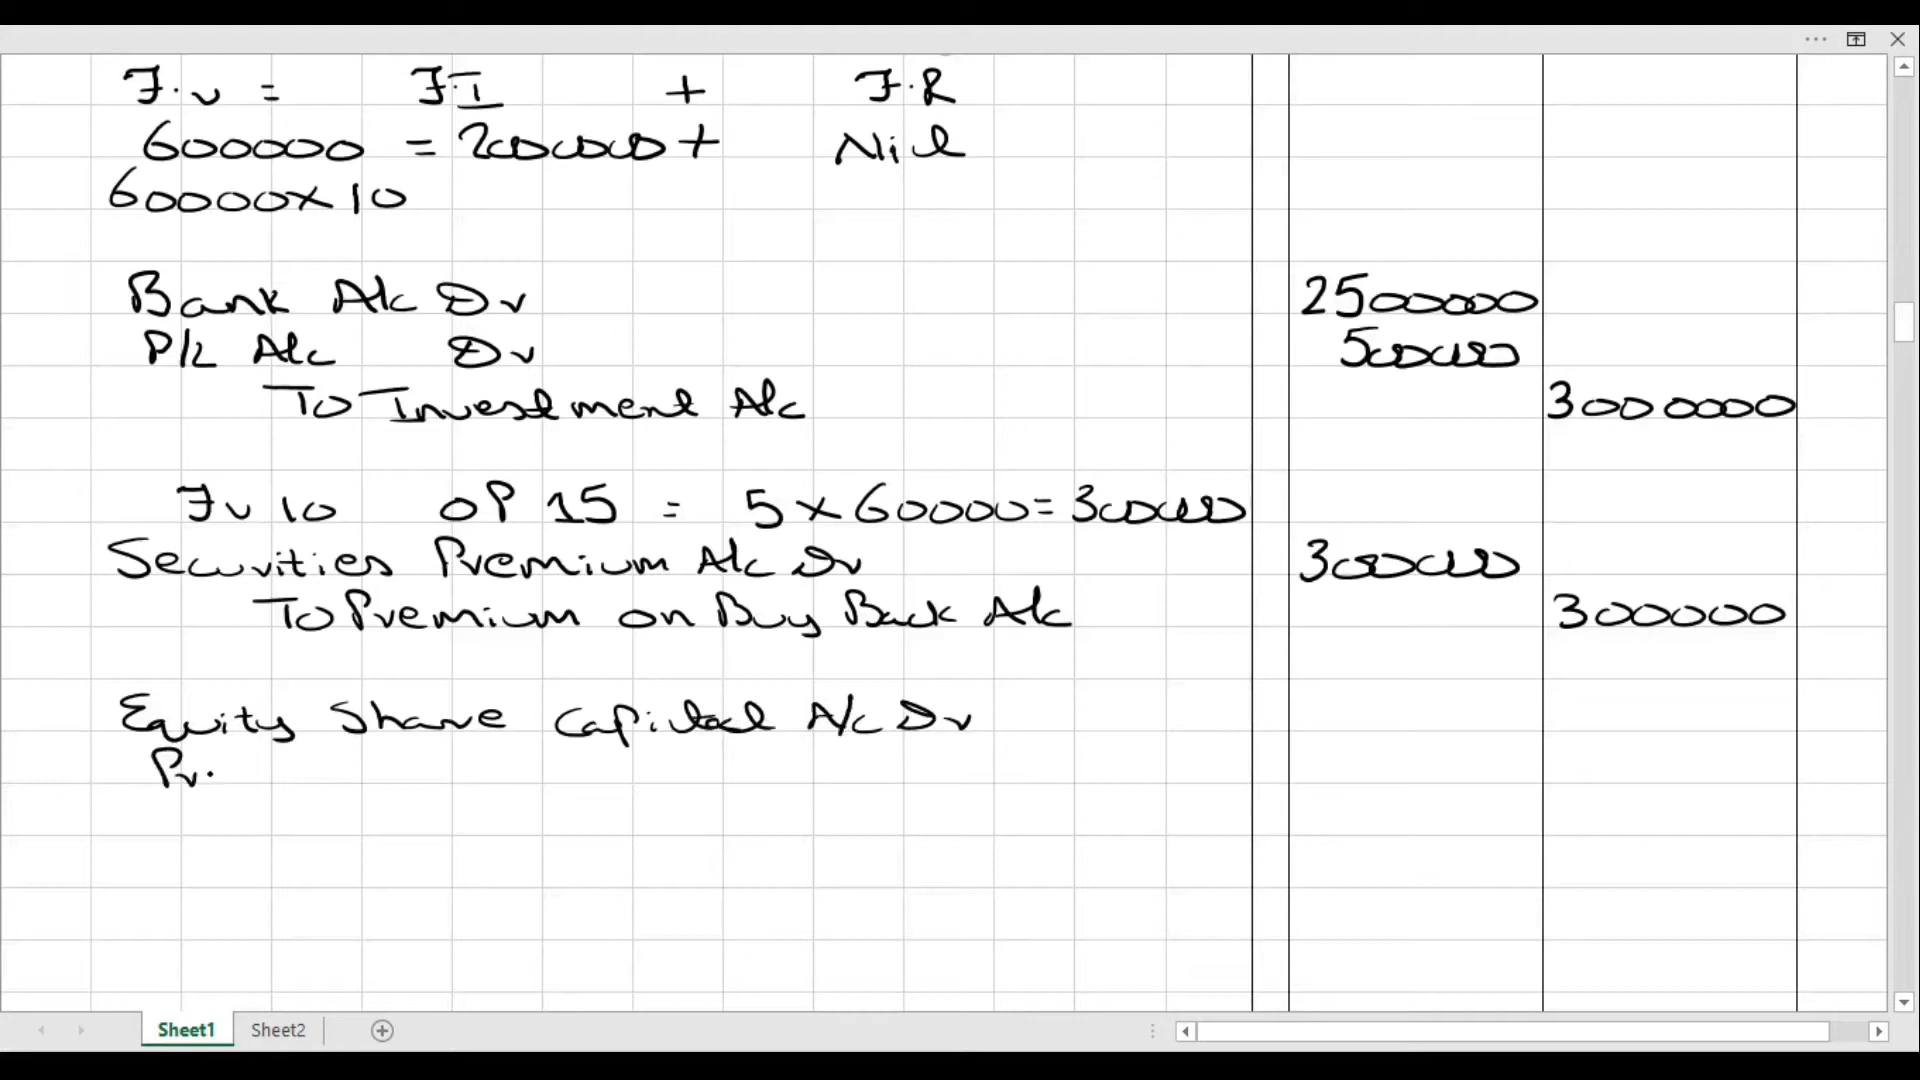 F.v = F.I + F.R
600000 = 2000000 + Nil
60000x10
Bank A/c Dr 2500000
P/L A/c Dr 500000
To Investment A/c 3000000
Fv 10 OP 15 = 5 x 60000 = 300000
Securities Premium A/c Dr 300000
To Premium on Buy Back A/c 300000
Equity Share Capital A/c Dr
Pr.
Sheet1 Sheet2